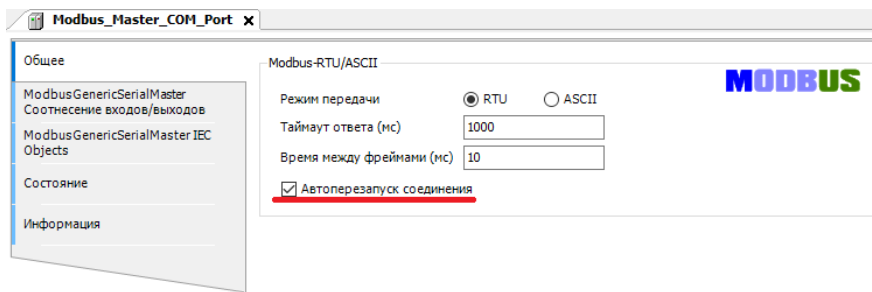 Modbus_Master_COM_Port x
Общее
ModbusGenericSerialMaster
Соотнесение входов/выходов
ModbusGenericSerialMaster IEC
Objects
Состояние
Информация
Modbus-RTU/ASCII
MODBUS
Режим передачи RTU ASCII
Таймаут ответа (мс) 1000
Время между фреймами (мс) 10
Автоперезапуск соединения